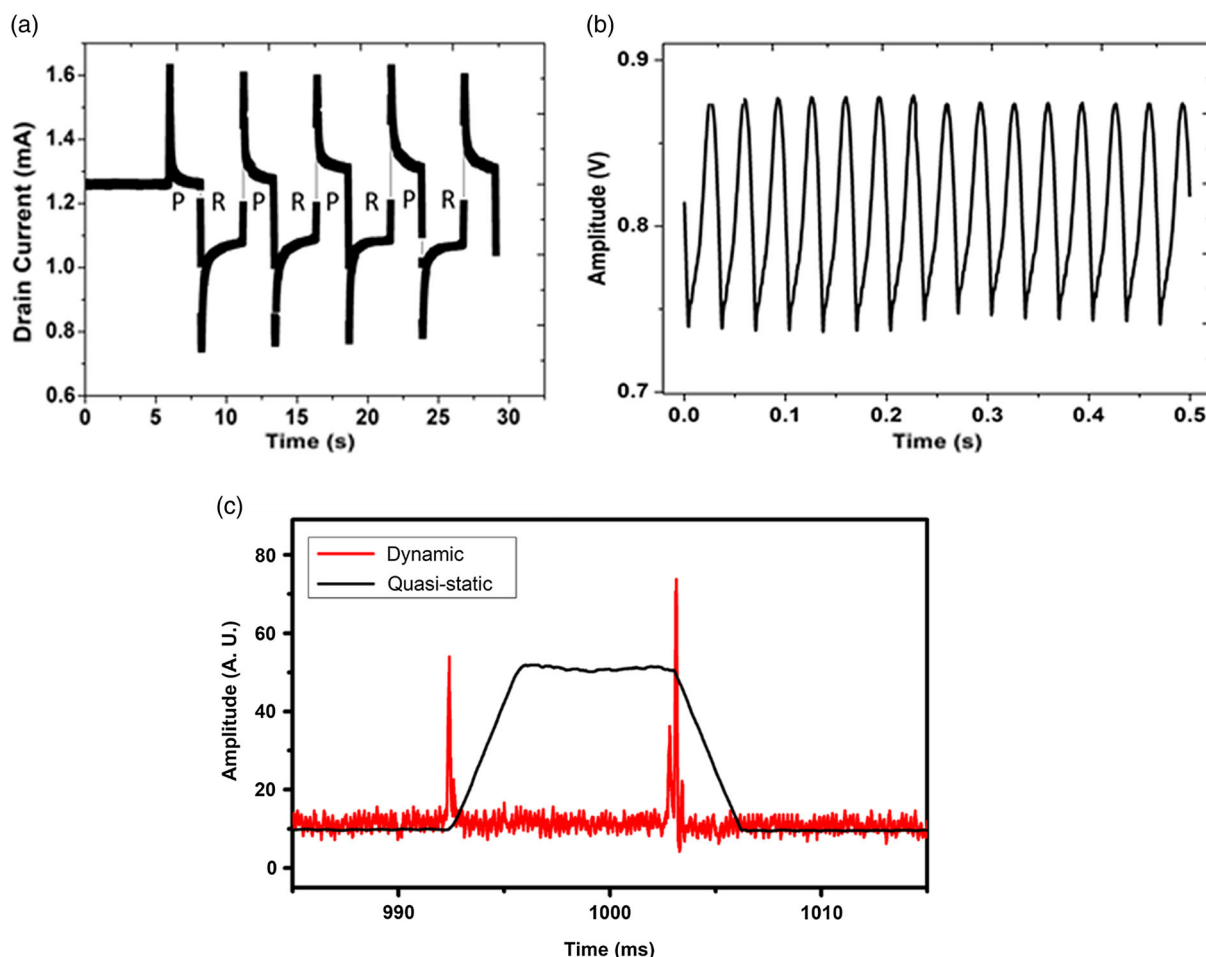 (a)
1.6
1.4
1.2
1.0
0.8
0.6
Drain Current (mA)
P R P R P R P R
0 5 10 15 20 25 30
Time (s)
(b)
0.9
0.8
0.7
Amplitude (V)
0.0 0.1 0.2 0.3 0.4 0.5
Time (s)
(c)
Dynamic
Quasi-static
80
60
40
20
0
Amplitude (A. U.)
990 1000 1010
Time (ms)